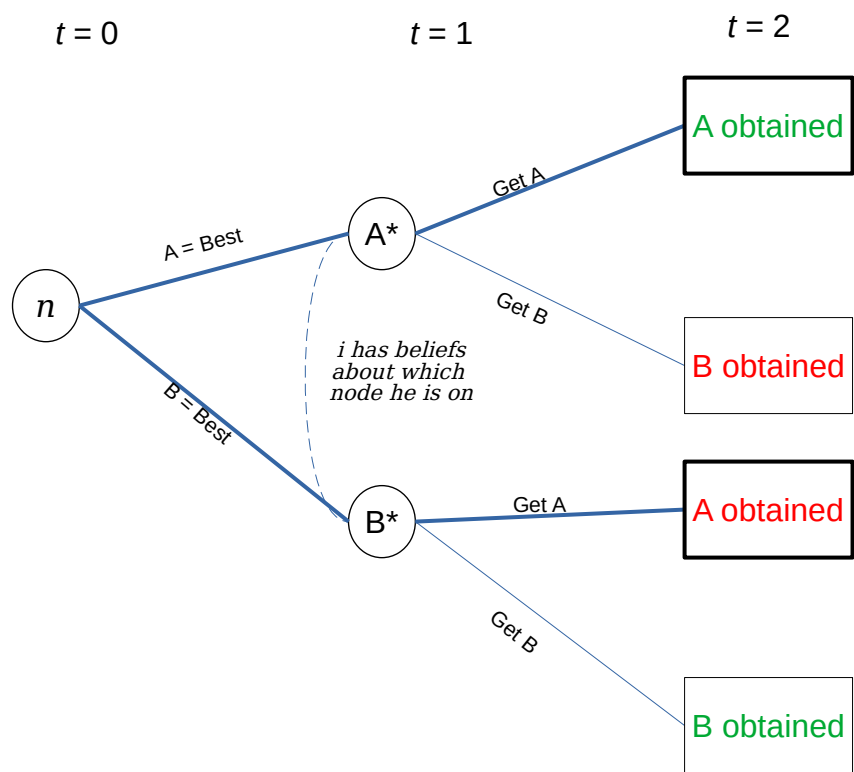 t = 0
t = 1
t = 2
A obtained
Get A
A = Best
A*
n
Get B
i has beliefs
about which
node he is on
B obtained
B = Best
Get A
A obtained
B*
Get B
B obtained